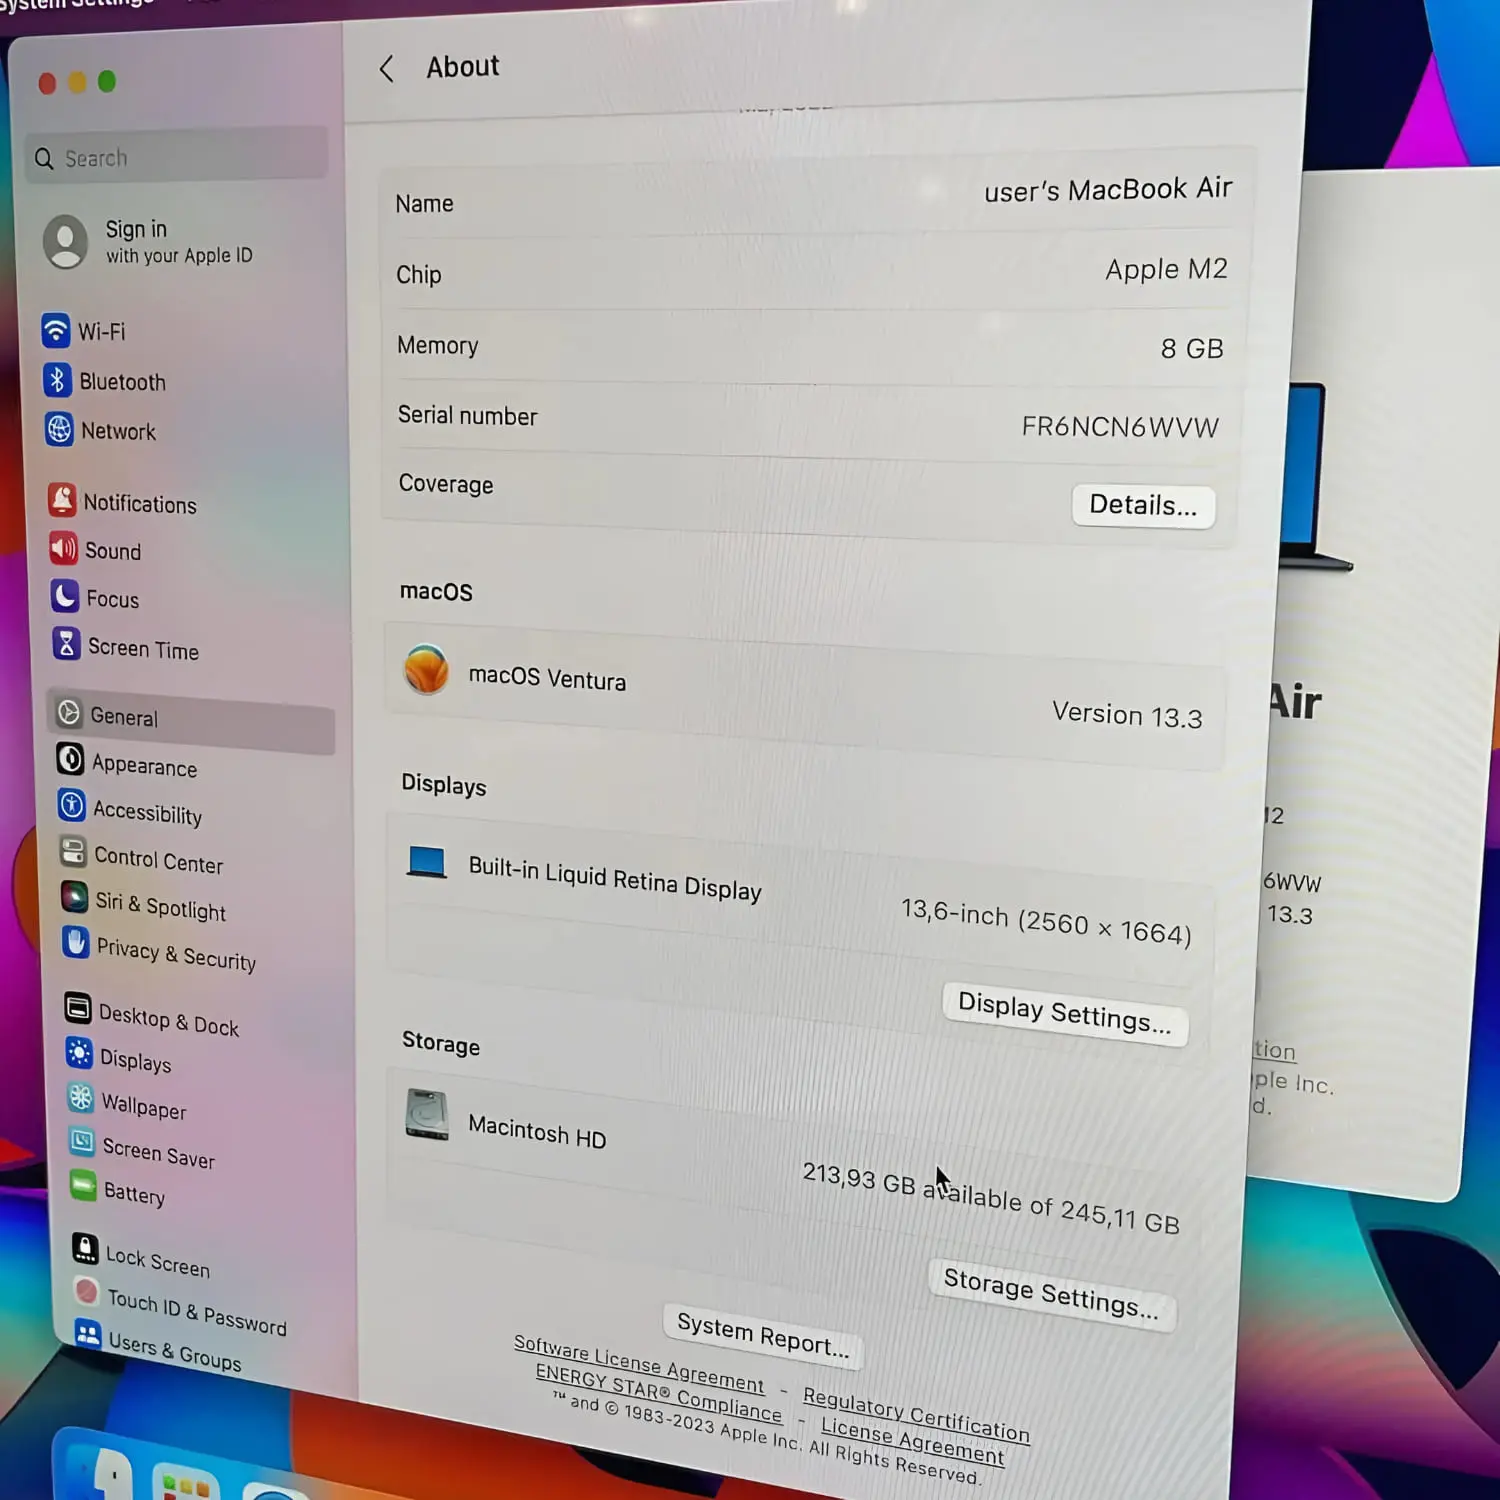 System Settings
About
Search
Sign in
with your Apple ID
Wi-Fi
Bluetooth
Network
Notifications
Sound
Focus
Screen Time
General
Appearance
Accessibility
Control Center
Siri & Spotlight
Privacy & Security
Desktop & Dock
Displays
Wallpaper
Screen Saver
Battery
Lock Screen
Touch ID & Password
Users & Groups
Name user's MacBook Air
Chip Apple M2
Memory 8 GB
Serial number FR6NCN6WVW
Coverage Details...
macOS
macOS Ventura Version 13.3
Displays
Built-in Liquid Retina Display 13,6-inch (2560 × 1664)
Display Settings...
Storage
Macintosh HD 213,93 GB available of 245,11 GB
Storage Settings...
System Report...
Software License Agreement - Regulatory Certification
ENERGY STAR® Compliance - License Agreement
™ and © 1983-2023 Apple Inc. All Rights Reserved.
Air
2
6WVW
13.3
tion
ple Inc.
d.